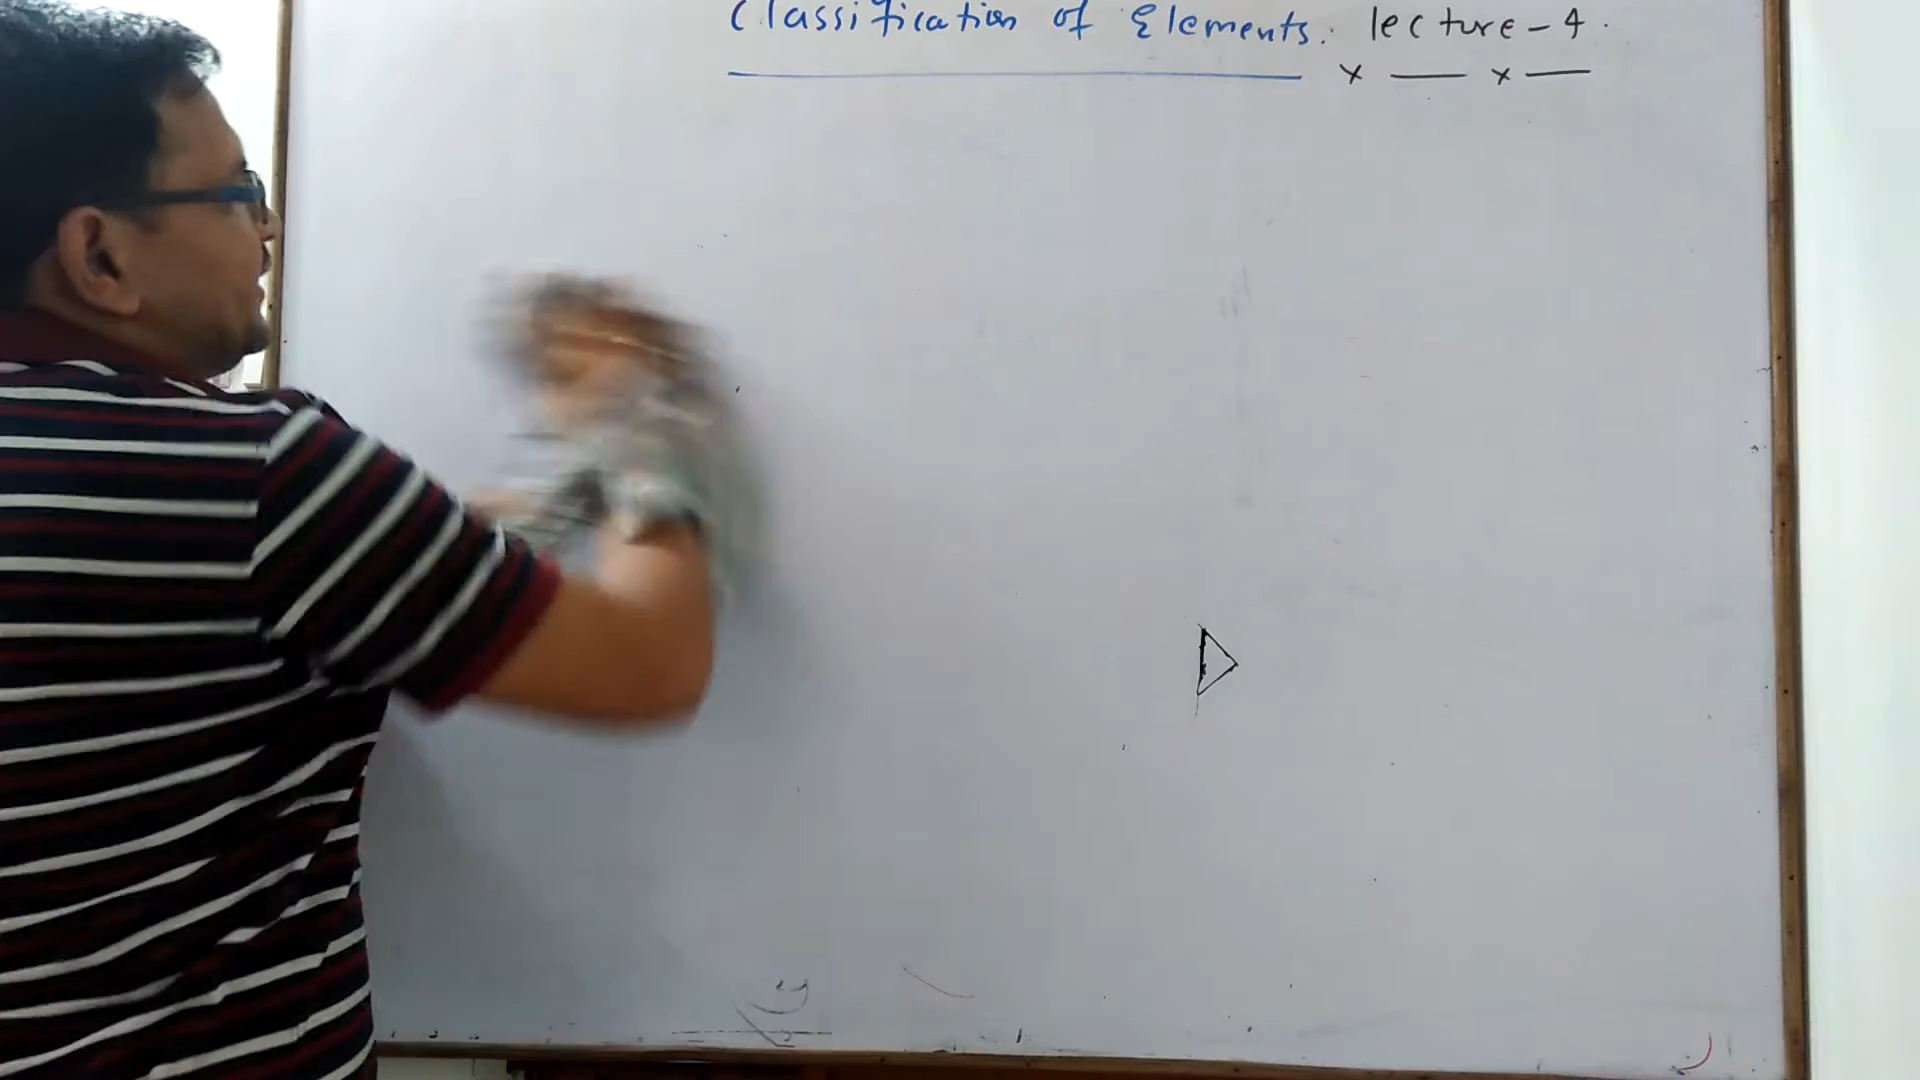 Classification of Elements. lecture-4.
x — x —